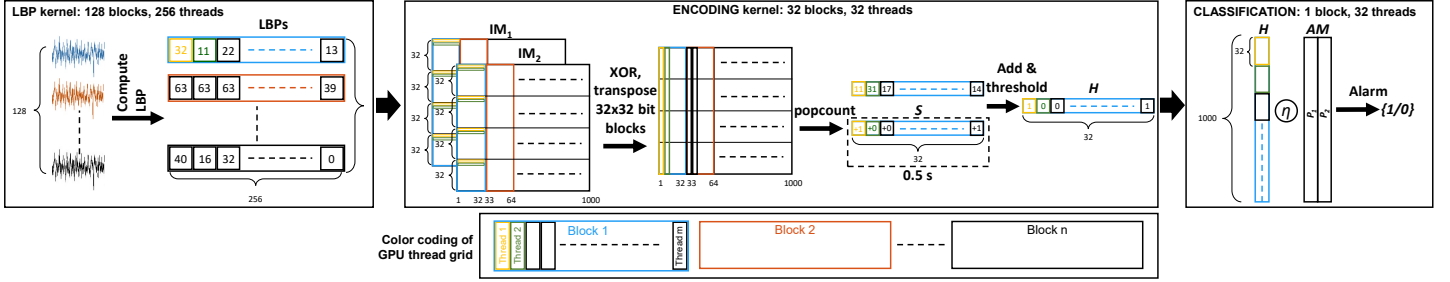 LBP kernel: 128 blocks, 256 threads
LBPs
128
Compute LBP
32 11 22 13
63 63 63 39
40 16 32 0
256
ENCODING kernel: 32 blocks, 32 threads
IM1
IM2
32
32
32
32
32
32
32
32
1 32 33 64 1000
XOR,
transpose
32x32 bit
blocks
1 32 33 64 1000
popcount
11 31 17 14
S
+1 +0 +0 +1
32
0.5 s
Add &
threshold
H
1 0 0 1
32
CLASSIFICATION: 1 block, 32 threads
H AM
32
1000
η
P1 P2
Alarm
{1/0}
Color coding of
GPU thread grid
Thread 1
Thread 2
Block 1
Thread m
Block 2
Block n